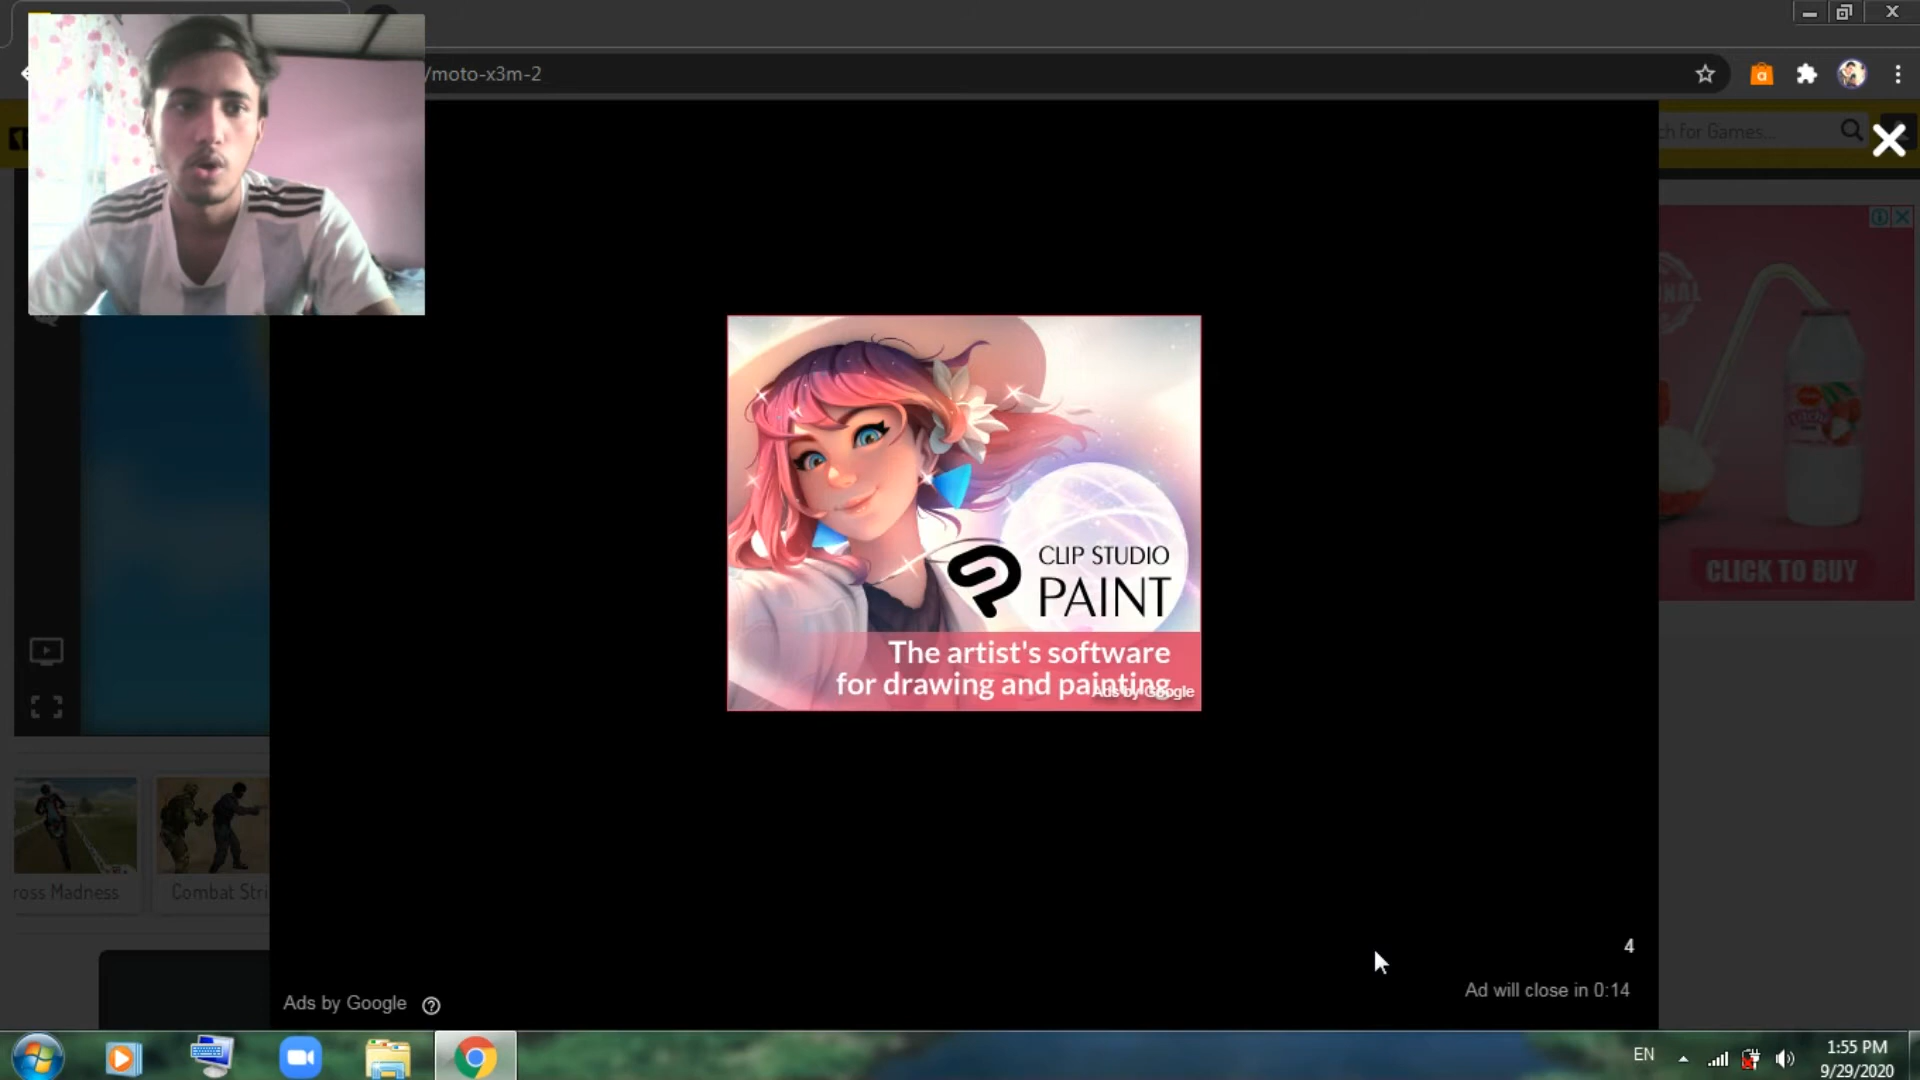 /moto-x3m-2
ch for Games...
CLIP STUDIO
PAINT
The artist's software
for drawing and painting
Ads by Google
CLICK TO BUY
ross Madness
Combat Stri
4
Ad will close in 0:14
Ads by Google
EN
1:55 PM
9/29/2020